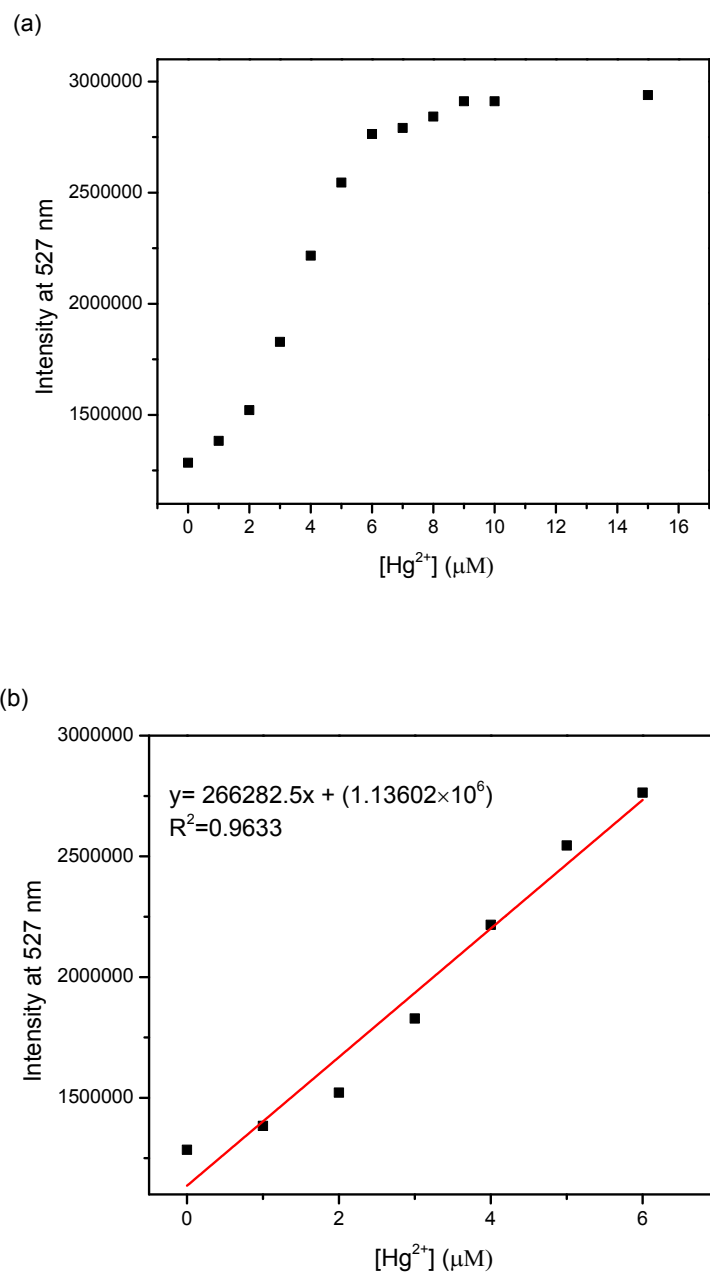 (a)
3000000
2500000
2000000
1500000
Intensity at 527 nm
0 2 4 6 8 10 12 14 16
[Hg²⁺] (μM)
(b)
3000000
2500000
2000000
1500000
Intensity at 527 nm
y= 266282.5x + (1.13602×10⁶)
R²=0.9633
0 2 4 6
[Hg²⁺] (μM)